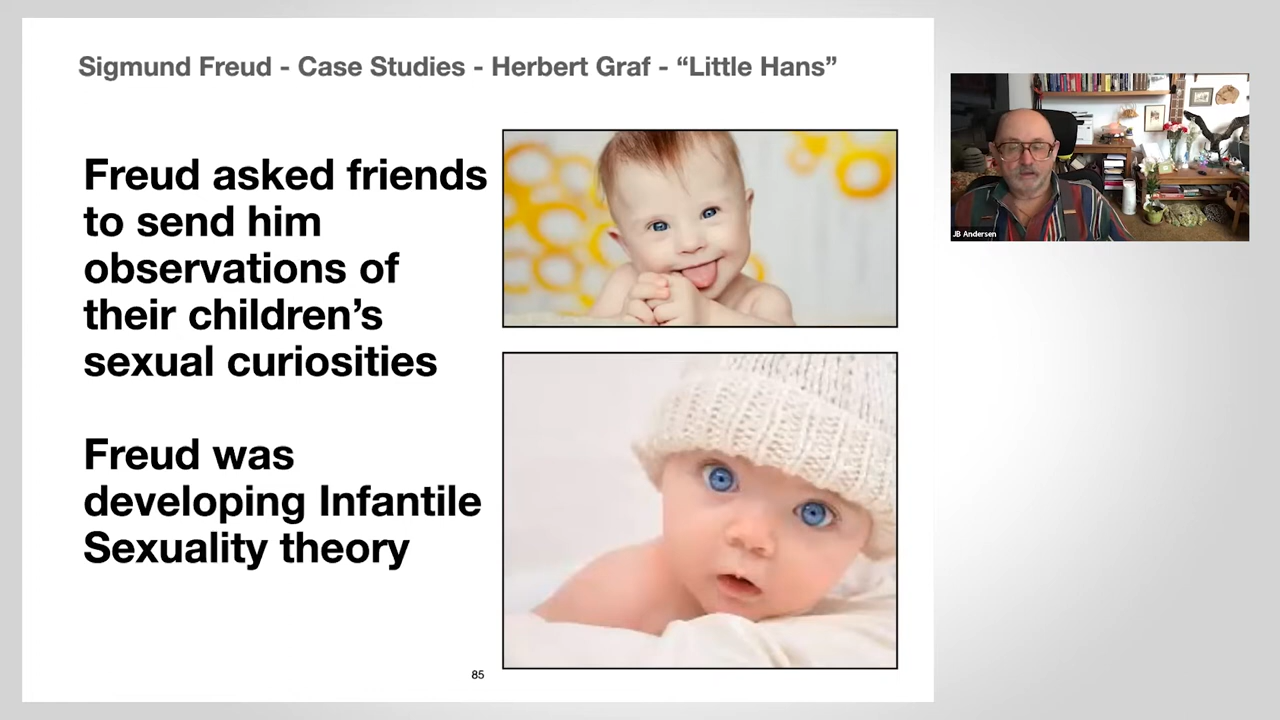 Sigmund Freud - Case Studies - Herbert Graf - “Little Hans”
Freud asked friends
to send him
observations of
their children’s
sexual curiosities
Freud was
developing Infantile
Sexuality theory
85
JB Andersen